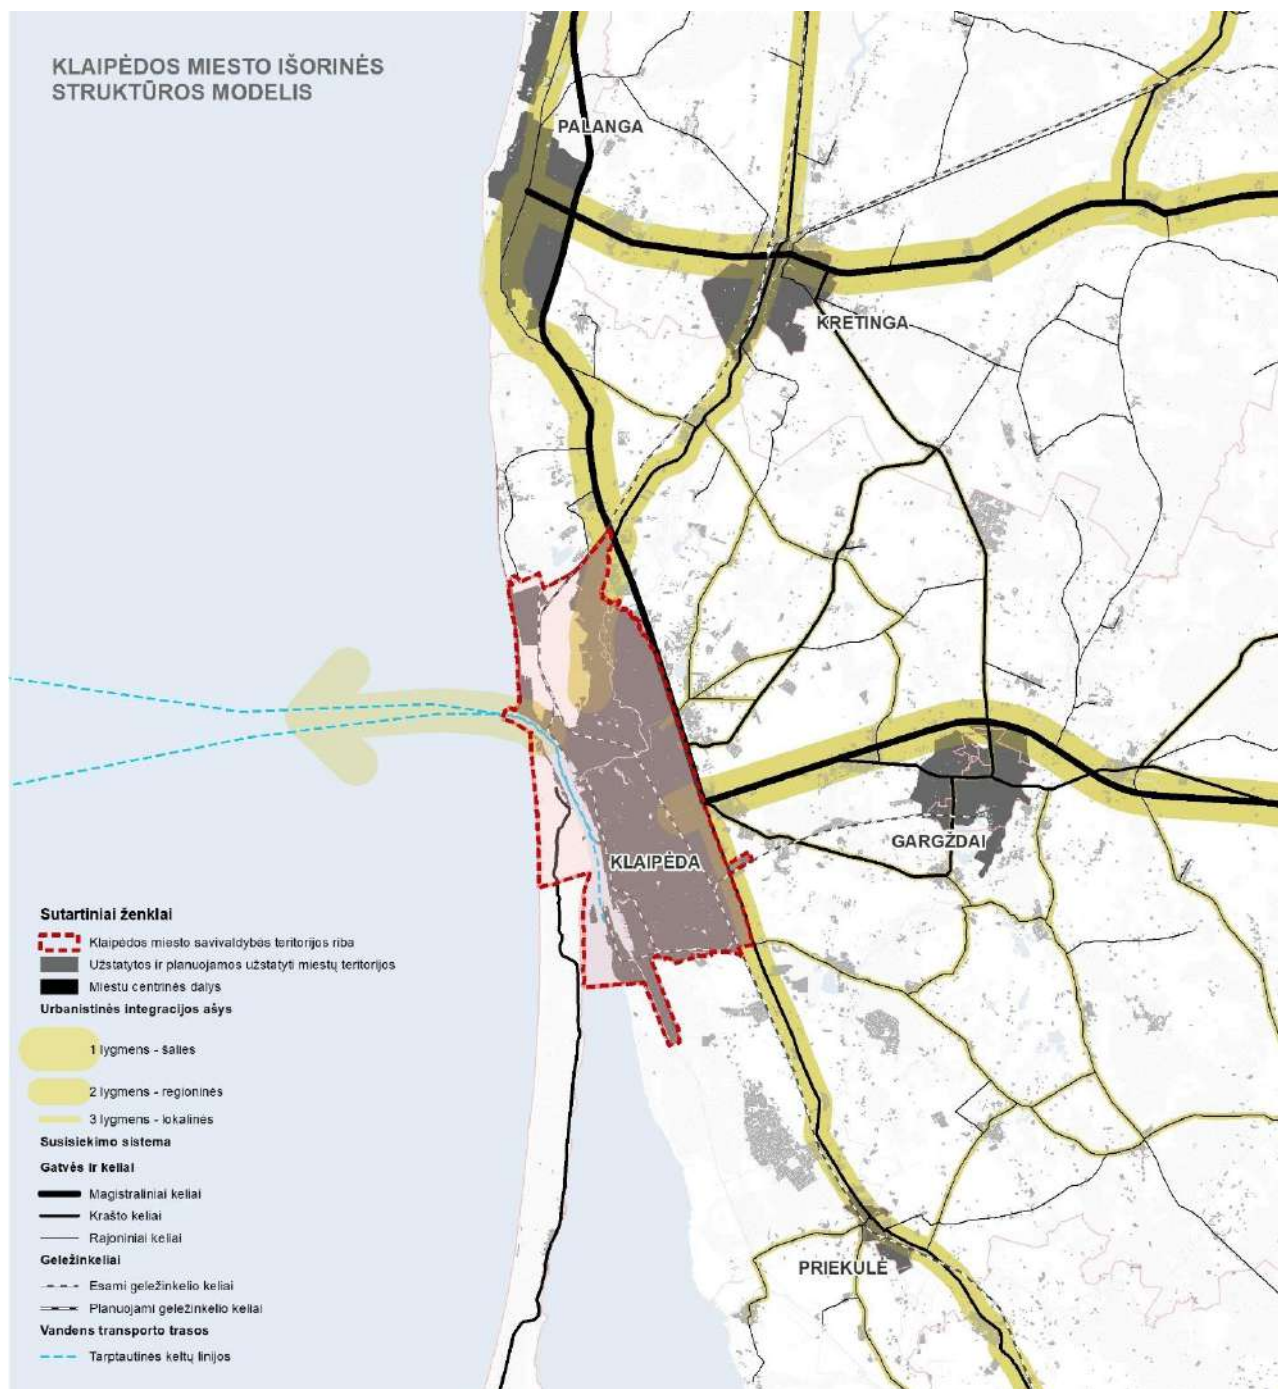 KLAIPĖDOS MIESTO IŠORINĖS
STRUKTŪROS MODELIS
PALANGA
KRETINGA
GARGŽDAI
KLAIPĖDA
PRIEKULĖ
Sutartiniai ženklai
Klaipėdos miesto savivaldybės teritorijos riba
Užstatytos ir planuojamos užstatyti miestų teritorijos
Miestu centrinės dalys
Urbanistinės integracijos ašys
1 lygmens - šalies
2 lygmens - regioninės
3 lygmens - lokalinės
Susisiekimo sistema
Gatvės ir keliai
Magistraliniai keliai
Krašto keliai
Rajoniniai keliai
Geležinkeliai
Esami geležinkelio keliai
Planuojami geležinkelio keliai
Vandens transporto trasos
Tarptautinės keltų linijos